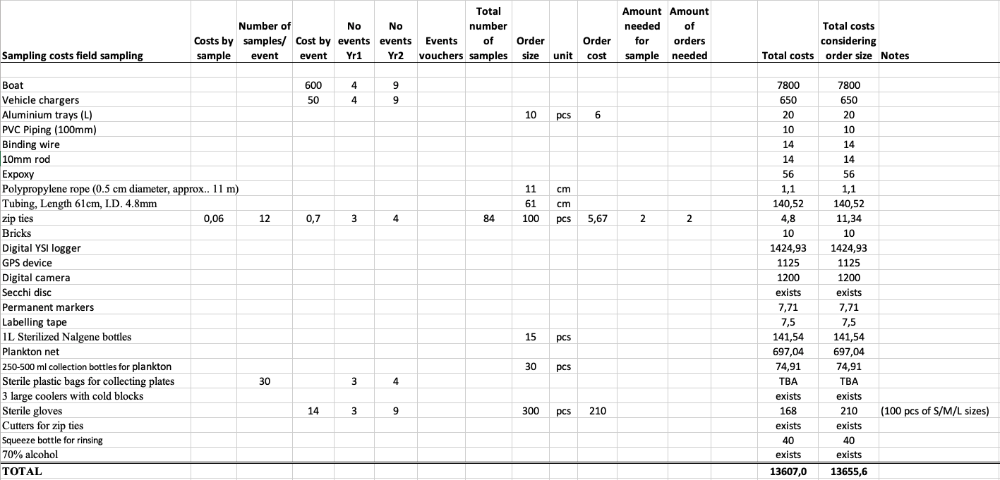 Sampling costs field sampling Costs by sample Number of samples/ event Cost by event No events Yr1 No events Yr2 Events vouchers Total number of samples Order size unit Order cost Amount needed for sample Amount of orders needed Total costs Total costs considering order size Notes
Boat 600 4 9 7800 7800
Vehicle chargers 50 4 9 650 650
Aluminium trays (L) 10 pcs 6 20 20
PVC Piping (100mm) 10 10
Binding wire 14 14
10mm rod 14 14
Expoxy 56 56
Polypropylene rope (0.5 cm diameter, approx.. 11 m) 11 cm 1,1 1,1
Tubing, Length 61cm, I.D. 4.8mm 61 cm 140,52 140,52
zip ties 0,06 12 0,7 3 4 84 100 pcs 5,67 2 2 4,8 11,34
Bricks 10 10
Digital YSI logger 1424,93 1424,93
GPS device 1125 1125
Digital camera 1200 1200
Secchi disc exists exists
Permanent markers 7,71 7,71
Labelling tape 7,5 7,5
1L Sterilized Nalgene bottles 15 pcs 141,54 141,54
Plankton net 697,04 697,04
250-500 ml collection bottles for plankton 30 pcs 74,91 74,91
Sterile plastic bags for collecting plates 30 3 4 TBA TBA
3 large coolers with cold blocks exists exists
Sterile gloves 14 3 9 300 pcs 210 168 210 (100 pcs of S/M/L sizes)
Cutters for zip ties exists exists
Squeeze bottle for rinsing 40 40
70% alcohol exists exists
TOTAL 13607,0 13655,6